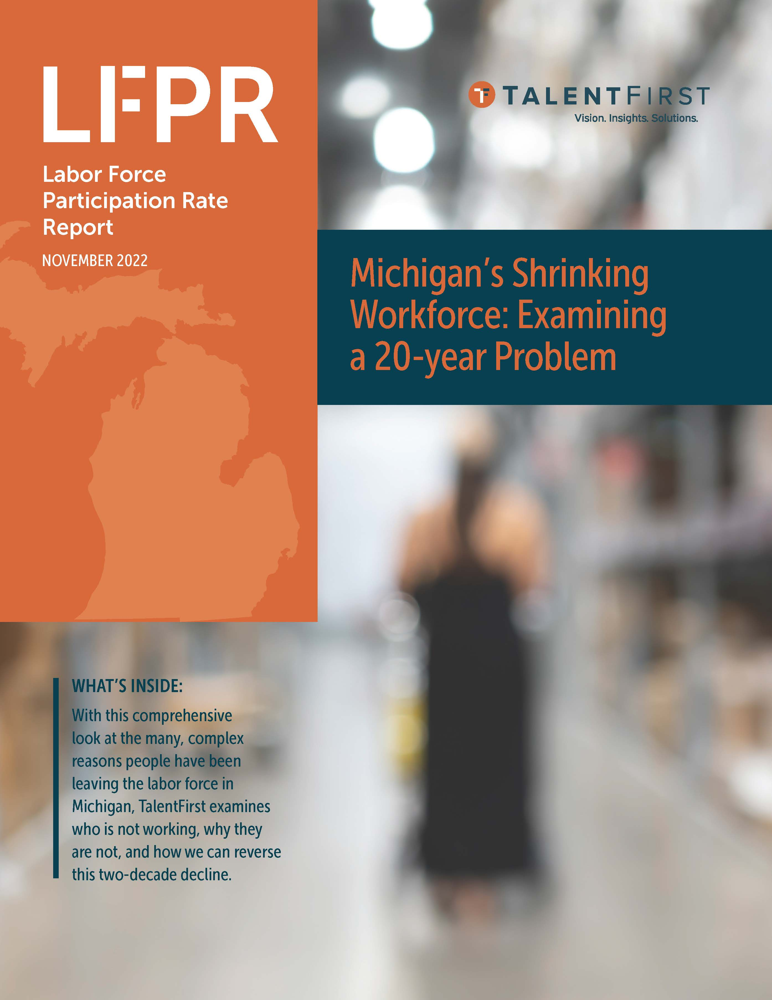 LFPR
Labor Force
Participation Rate
Report
NOVEMBER 2022
TF TALENTFIRST
Vision. Insights. Solutions.
Michigan’s Shrinking
Workforce: Examining
a 20-year Problem
WHAT’S INSIDE:
With this comprehensive
look at the many, complex
reasons people have been
leaving the labor force in
Michigan, TalentFirst examines
who is not working, why they
are not, and how we can reverse
this two-decade decline.